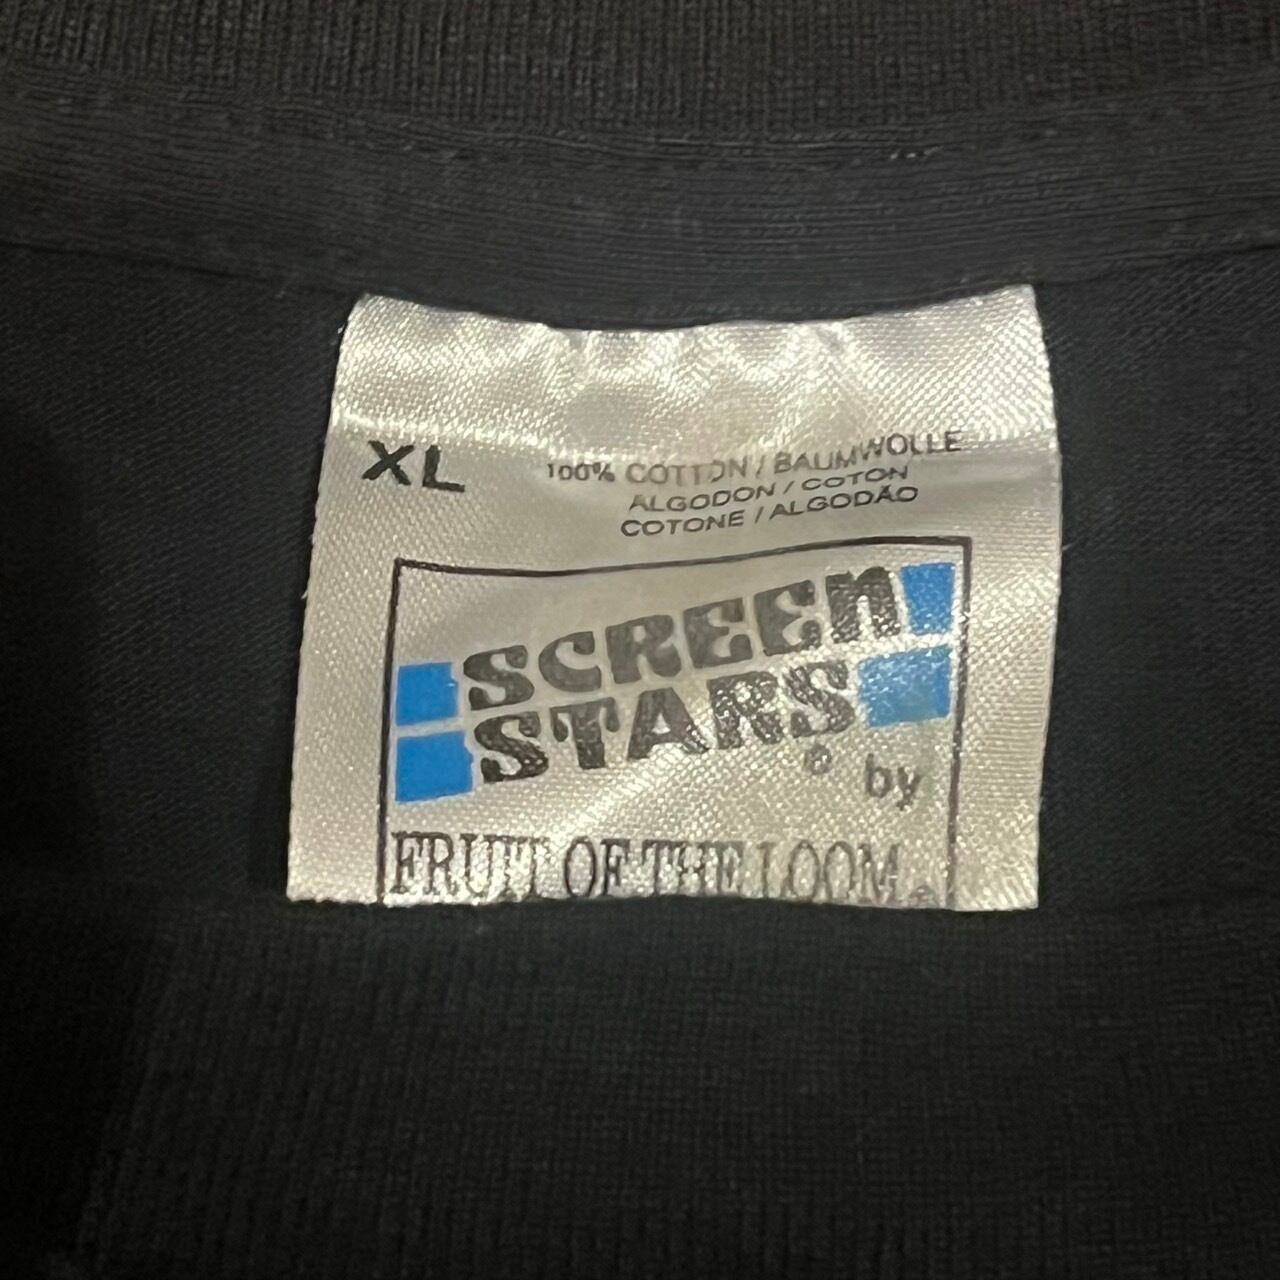 XL
100% COTTON / BAUMWOLLE
ALGODON / COTON
COTONE / ALGODÃO
SCREEN
STARS®
by
FRUIT OF THE LOOM®